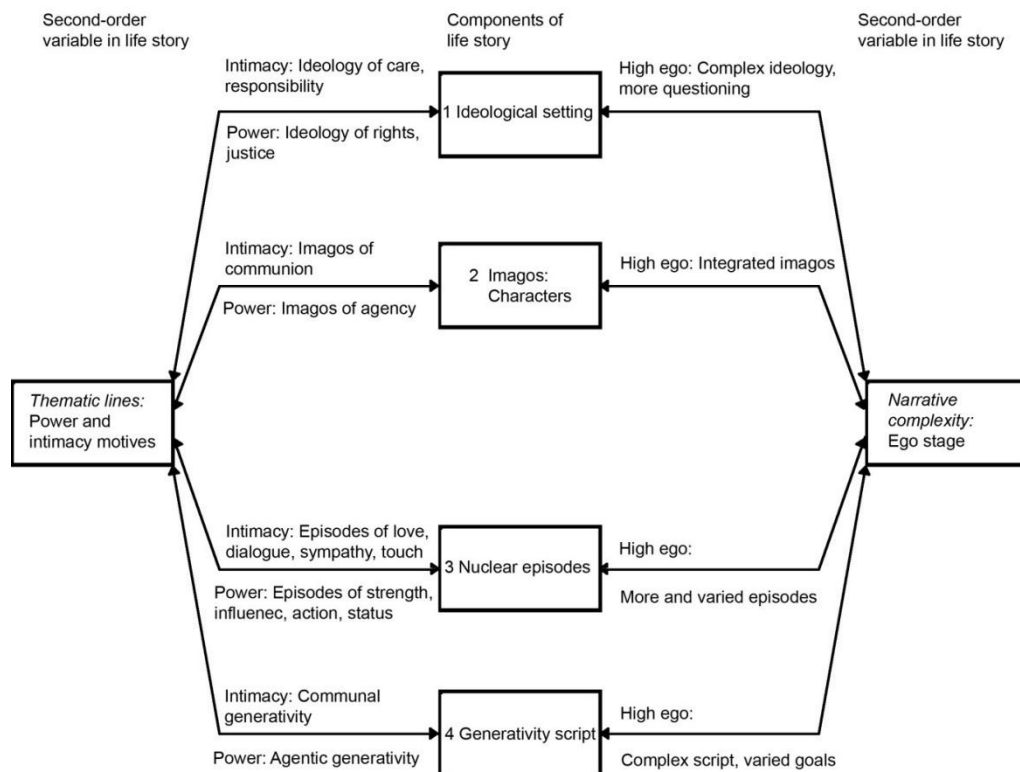 Second-order
variable in life story
Components of
life story
Second-order
variable in life story
Intimacy: Ideology of care,
responsibility
Power: Ideology of rights,
justice
1 Ideological setting
High ego: Complex ideology,
more questioning
Intimacy: Imagos of
communion
Power: Imagos of agency
2 Imagos:
Characters
High ego: Integrated imagos
Thematic lines:
Power and
intimacy motives
Narrative
complexity:
Ego stage
Intimacy: Episodes of love,
dialogue, sympathy, touch
Power: Episodes of strength,
influenec, action, status
3 Nuclear episodes
High ego:
More and varied episodes
Intimacy: Communal
generativity
Power: Agentic generativity
4 Generativity script
High ego:
Complex script, varied goals